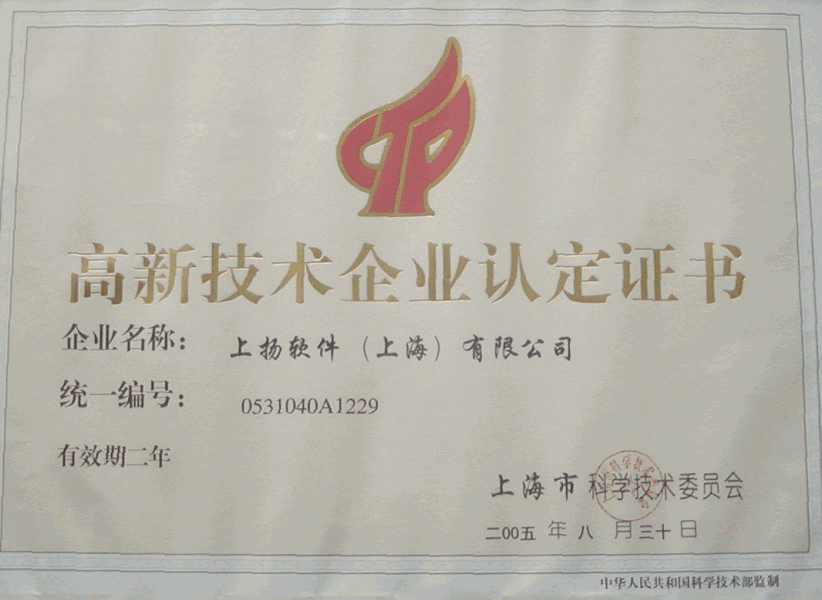 高新技术企业认定证书
企业名称： 上扬软件（上海）有限公司
统一编号： 0531040A1229
有效期二年
上海市科学技术委员会
二00五年八月三十日
中华人民共和国科学技术部监制